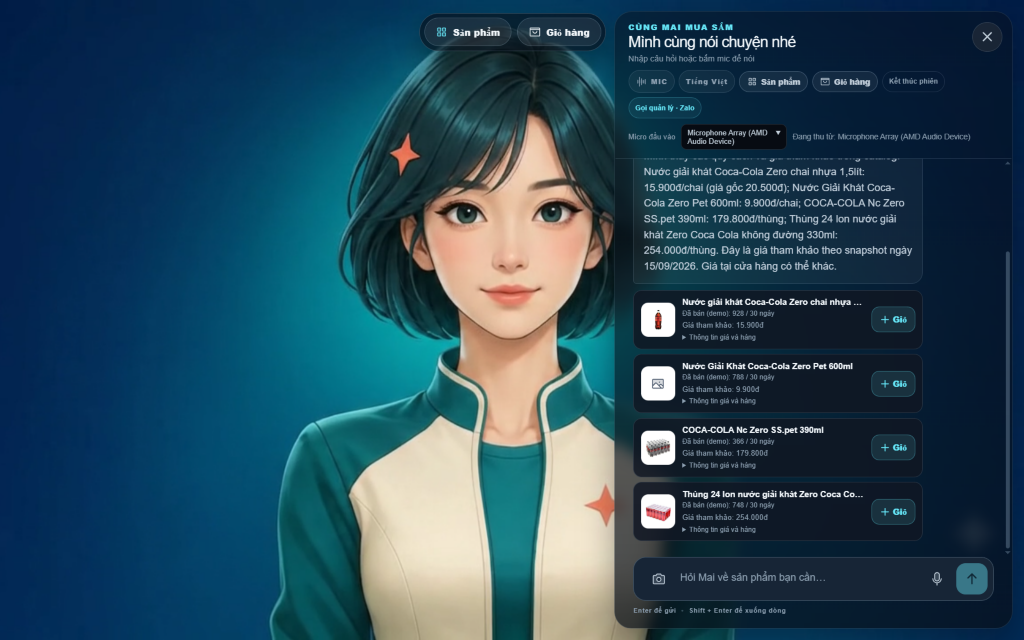 Sản phẩm
Giỏ hàng
CÙNG MAI MUA SẮM
Mình cùng nói chuyện nhé
Nhập câu hỏi hoặc bấm mic để nói
MIC
Tiếng Việt
Sản phẩm
Giỏ hàng
Kết thúc phiên
Gọi quản lý · Zalo
Micro đầu vào
Microphone Array (AMD
Audio Device)
Đang thu từ: Microphone Array (AMD Audio Device)
Nước giải khát Coca-Cola Zero chai nhựa 1,5lít:
15.900đ/chai (giá gốc 20.500đ); Nước Giải Khát Coca-
Cola Zero Pet 600ml: 9.900đ/chai; COCA-COLA Nc Zero
SS.pet 390ml: 179.800đ/thùng; Thùng 24 lon nước giải
khát Zero Coca Cola không đường 330ml:
254.000đ/thùng. Đây là giá tham khảo theo snapshot ngày
15/09/2026. Giá tại cửa hàng có thể khác.
Nước giải khát Coca-Cola Zero chai nhựa ...
Đã bán (demo): 928 / 30 ngày
Giá tham khảo: 15.900đ
▸ Thông tin giá và hàng
+ Giỏ
Nước Giải Khát Coca-Cola Zero Pet 600ml
Đã bán (demo): 788 / 30 ngày
Giá tham khảo: 9.900đ
▸ Thông tin giá và hàng
+ Giỏ
COCA-COLA Nc Zero SS.pet 390ml
Đã bán (demo): 366 / 30 ngày
Giá tham khảo: 179.800đ
▸ Thông tin giá và hàng
+ Giỏ
Thùng 24 lon nước giải khát Zero Coca Co...
Đã bán (demo): 748 / 30 ngày
Giá tham khảo: 254.000đ
▸ Thông tin giá và hàng
+ Giỏ
Hỏi Mai về sản phẩm bạn cần...
Enter để gửi · Shift + Enter để xuống dòng